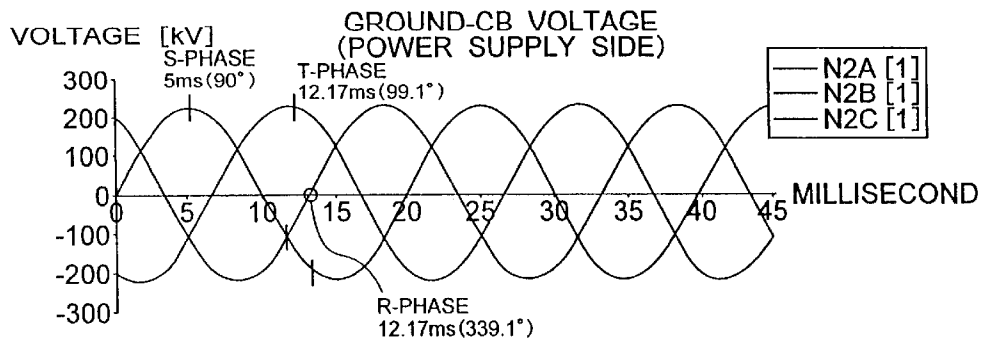 GROUND-CB VOLTAGE
(POWER SUPPLY SIDE)
VOLTAGE [kV]
S-PHASE
5ms(90°)
T-PHASE
12.17ms(99.1°)
N2A [1]
N2B [1]
N2C [1]
300
200
100
0
-100
-200
-300
0 5 10 15 20 25 30 35 40 45
MILLISECOND
R-PHASE
12.17ms(339.1°)